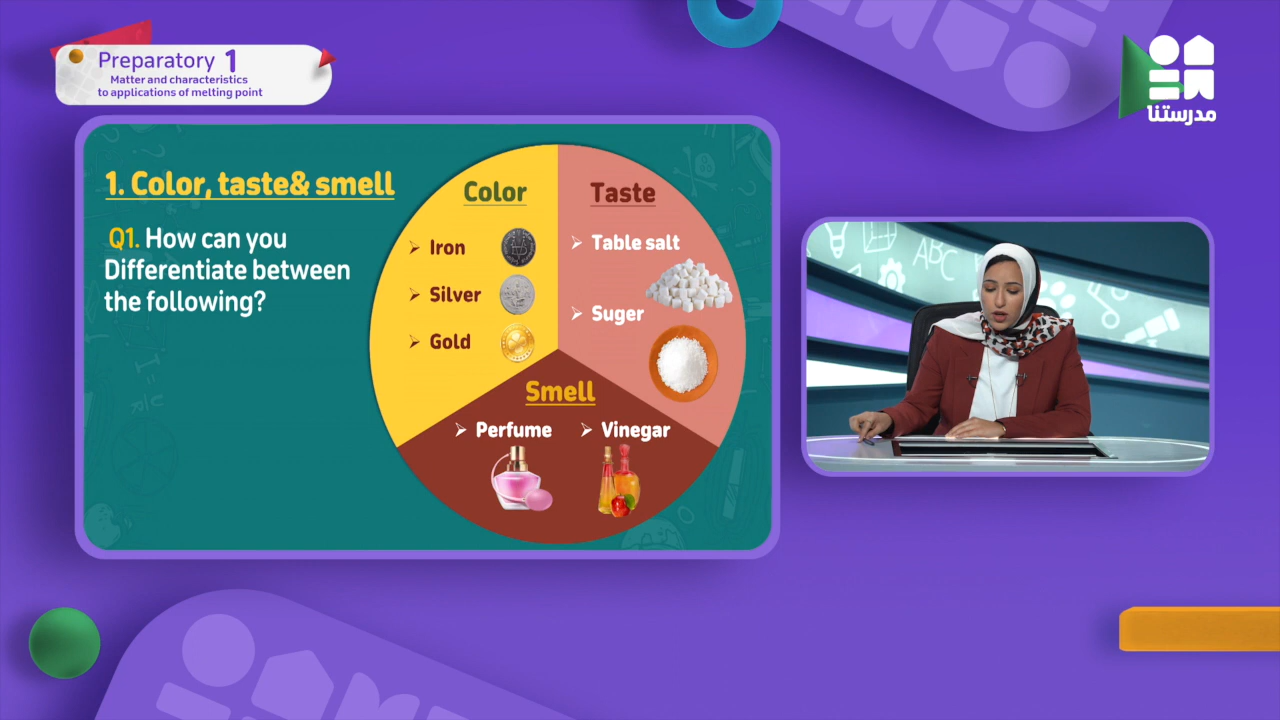 Preparatory 1
Matter and characteristics
to applications of melting point
مدرستنا
1. Color, taste& smell
Q1. How can you
Differentiate between
the following?
Color
Iron
Silver
Gold
Taste
Table salt
Suger
Smell
Perfume
Vinegar
ABC